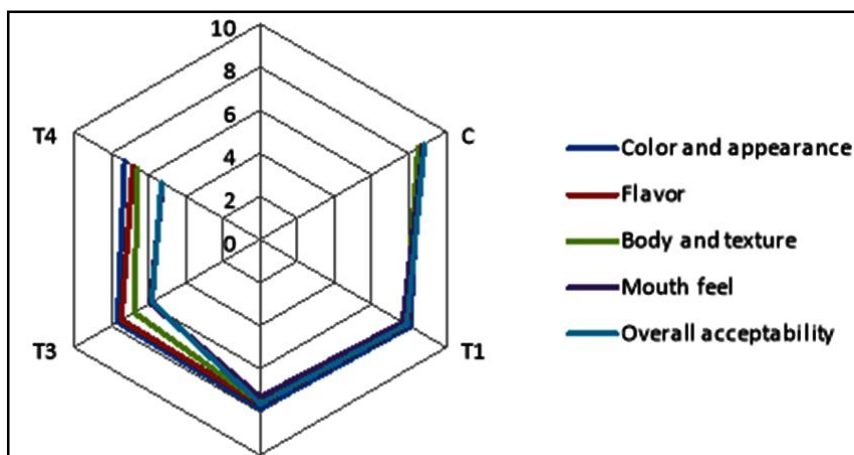 10
8
6
4
2
0
C
T1
T3
T4
Color and appearance
Flavor
Body and texture
Mouth feel
Overall acceptability